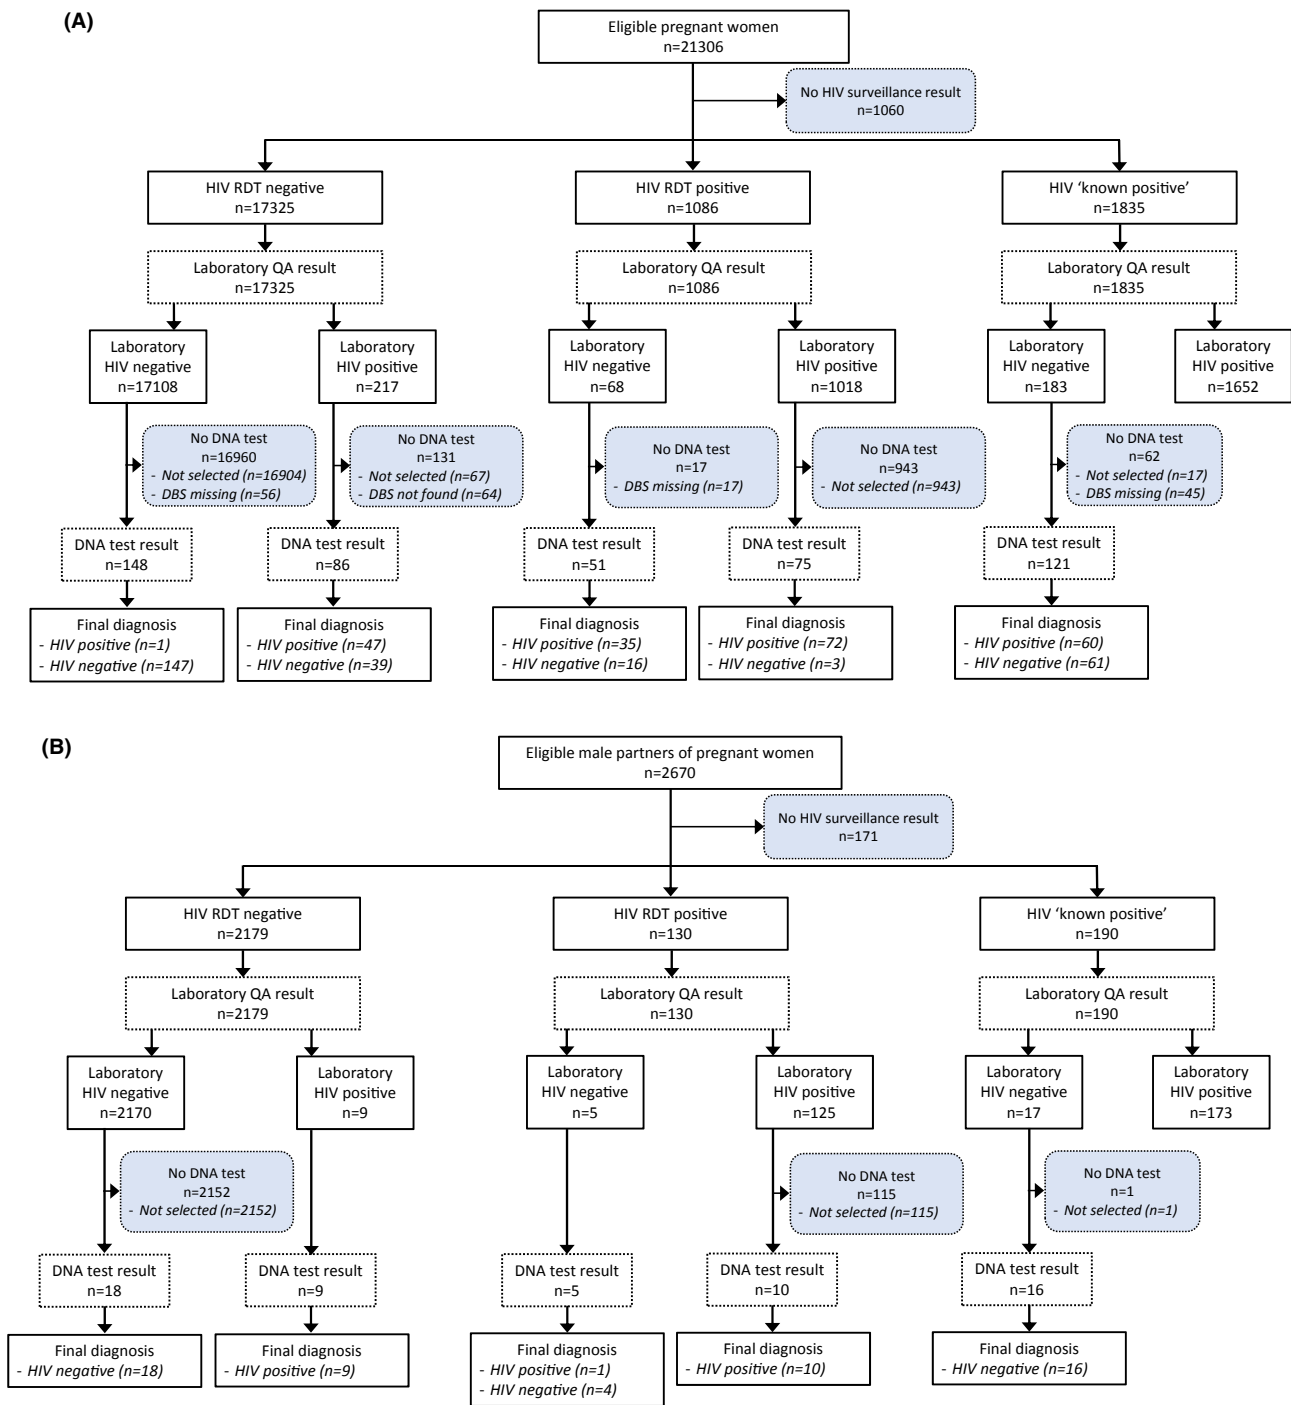 (A)
Eligible pregnant women
n=21306
No HIV surveillance result
n=1060
HIV RDT negative
n=17325
HIV RDT positive
n=1086
HIV ‘known positive’
n=1835
Laboratory QA result
n=17325
Laboratory QA result
n=1086
Laboratory QA result
n=1835
Laboratory
HIV negative
n=17108
Laboratory
HIV positive
n=217
Laboratory
HIV negative
n=68
Laboratory
HIV positive
n=1018
Laboratory
HIV negative
n=183
Laboratory
HIV positive
n=1652
No DNA test
n=16960
- Not selected (n=16904)
- DBS missing (n=56)
No DNA test
n=131
- Not selected (n=67)
- DBS not found (n=64)
No DNA test
n=17
- DBS missing (n=17)
No DNA test
n=943
- Not selected (n=943)
No DNA test
n=62
- Not selected (n=17)
- DBS missing (n=45)
DNA test result
n=148
DNA test result
n=86
DNA test result
n=51
DNA test result
n=75
DNA test result
n=121
Final diagnosis
- HIV positive (n=1)
- HIV negative (n=147)
Final diagnosis
- HIV positive (n=47)
- HIV negative (n=39)
Final diagnosis
- HIV positive (n=35)
- HIV negative (n=16)
Final diagnosis
- HIV positive (n=72)
- HIV negative (n=3)
Final diagnosis
- HIV positive (n=60)
- HIV negative (n=61)
(B)
Eligible male partners of pregnant women
n=2670
No HIV surveillance result
n=171
HIV RDT negative
n=2179
HIV RDT positive
n=130
HIV ‘known positive’
n=190
Laboratory QA result
n=2179
Laboratory QA result
n=130
Laboratory QA result
n=190
Laboratory
HIV negative
n=2170
Laboratory
HIV positive
n=9
Laboratory
HIV negative
n=5
Laboratory
HIV positive
n=125
Laboratory
HIV negative
n=17
Laboratory
HIV positive
n=173
No DNA test
n=2152
- Not selected (n=2152)
No DNA test
n=115
- Not selected (n=115)
No DNA test
n=1
- Not selected (n=1)
DNA test result
n=18
DNA test result
n=9
DNA test result
n=5
DNA test result
n=10
DNA test result
n=16
Final diagnosis
- HIV negative (n=18)
Final diagnosis
- HIV positive (n=9)
Final diagnosis
- HIV positive (n=1)
- HIV negative (n=4)
Final diagnosis
- HIV positive (n=10)
Final diagnosis
- HIV negative (n=16)